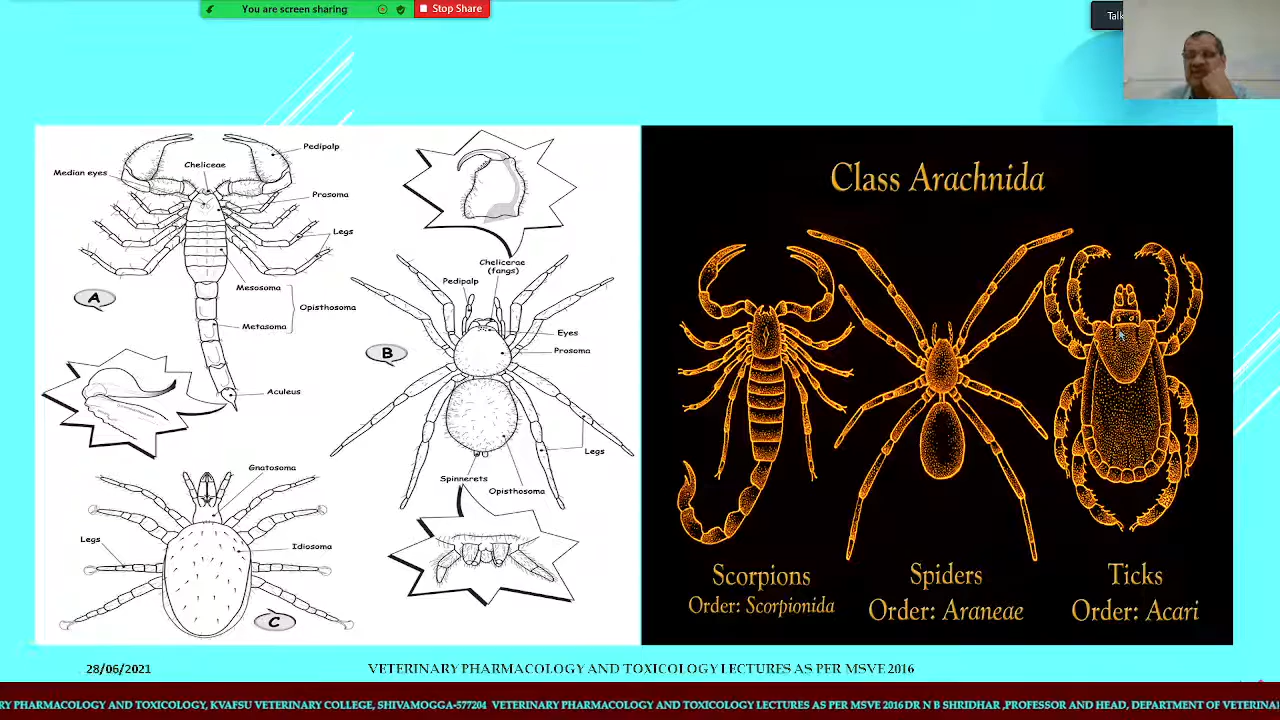 You are screen sharing
Stop Share
Talk
Pedipalp
Cheliceae
Median eyes
Prosoma
Legs
Mesosoma
Opisthosoma
Metasoma
A
Aculeus
Chelicerae
(fangs)
Pedipalp
Eyes
Prosoma
B
Legs
Spinnerets
Opisthosoma
Gnatosoma
Legs
Idiosoma
C
Class Arachnida
Scorpions
Order: Scorpionida
Spiders
Order: Araneae
Ticks
Order: Acari
28/06/2021
VETERINARY PHARMACOLOGY AND TOXICOLOGY LECTURES AS PER MSVE 2016
RY PHARMACOLOGY AND TOXICOLOGY, KVAFSU VETERINARY COLLEGE, SHIVAMOGGA-577204 VETERINARY PHARMACOLOGY AND TOXICOLOGY LECTURES AS PER MSVE 2016 DR N B SHRIDHAR ,PROFESSOR AND HEAD, DEPARTMENT OF VETERINA